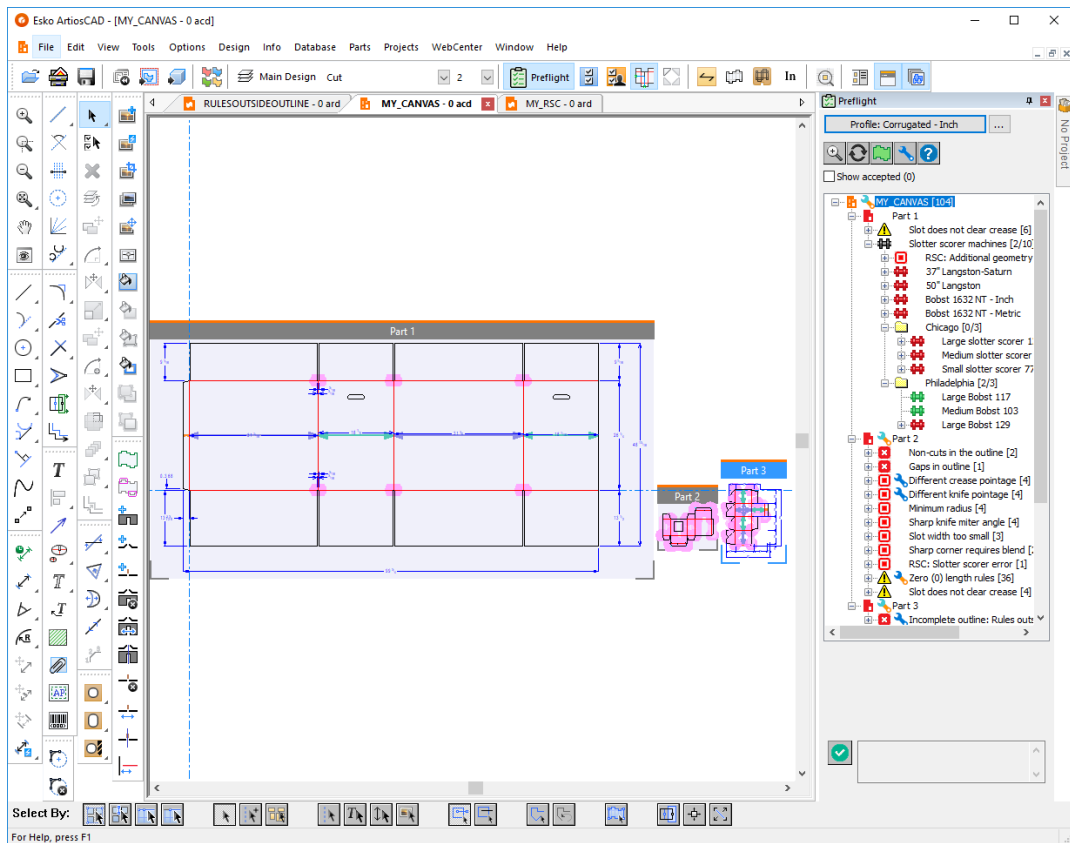 Esko ArtiosCAD - [MY_CANVAS - 0 acd]
File Edit View Tools Options Design Info Database Parts Projects WebCenter Window Help
Main Design Cut 2 Preflight In
RULESOUTSIDEOUTLINE - 0 ard MY_CANVAS - 0 acd MY_RSC - 0 ard
Preflight
No Project
Profile: Corrugated - Inch ...
Show accepted (0)
MY_CANVAS [104]
Part 1
Slot does not clear crease [6]
Slotter scorer machines [2/10]
RSC: Additional geometry
37" Langston-Saturn
50" Langston
Bobst 1632 NT - Inch
Bobst 1632 NT - Metric
Chicago [0/3]
Large slotter scorer
Medium slotter scorer
Small slotter scorer 77
Philadelphia [2/3]
Large Bobst 117
Medium Bobst 103
Large Bobst 129
Part 2
Non-cuts in the outline [2]
Gaps in outline [1]
Different crease pointage [4]
Different knife pointage [4]
Minimum radius [4]
Sharp knife miter angle [4]
Slot width too small [3]
Sharp corner requires blend
RSC: Slotter scorer error [1]
Zero (0) length rules [36]
Slot does not clear crease [4]
Part 3
Incomplete outline: Rules outs
Part 1
Part 2
Part 3
Select By:
For Help, press F1